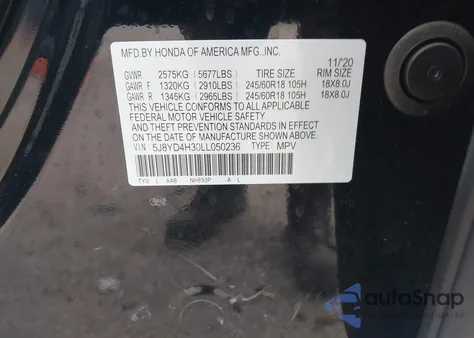 MFD.BY HONDA OF AMERICA MFG.,INC.
11/20
GVWR 2575KG 5677LBS TIRE SIZE RIM SIZE
GAWR F 1320KG 2910LBS 245/60R18 105H 18X8.0J
GAWR R 1345KG 2965LBS 245/60R18 105H 18X8.0J
THIS VEHICLE CONFORMS TO ALL APPLICABLE
FEDERAL MOTOR VEHICLE SAFETY
AND THEFT PREVENTION STANDARDS IN EFFECT
ON THE DATE OF MANUFACTURE SHOWN ABOVE.
VIN 5J8YD4H30LL050236 TYPE MPV
TYS L AA8 NH893P A - L
autoSnap